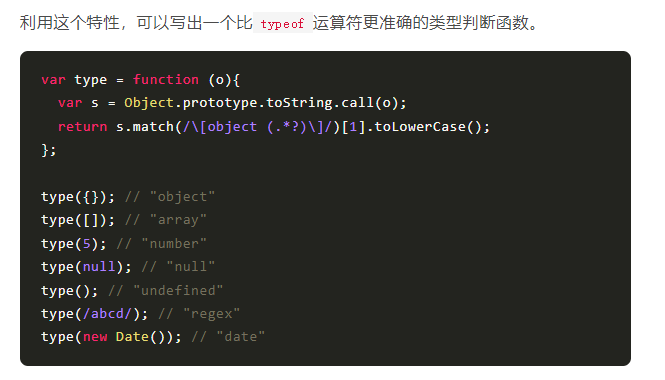 利用这个特性，可以写出一个比 typeof 运算符更准确的类型判断函数。
var type = function (o){
  var s = Object.prototype.toString.call(o);
  return s.match(/\[object (.*?)\]/)[1].toLowerCase();
};

type({}); // "object"
type([]); // "array"
type(5); // "number"
type(null); // "null"
type(); // "undefined"
type(/abcd/); // "regex"
type(new Date()); // "date"